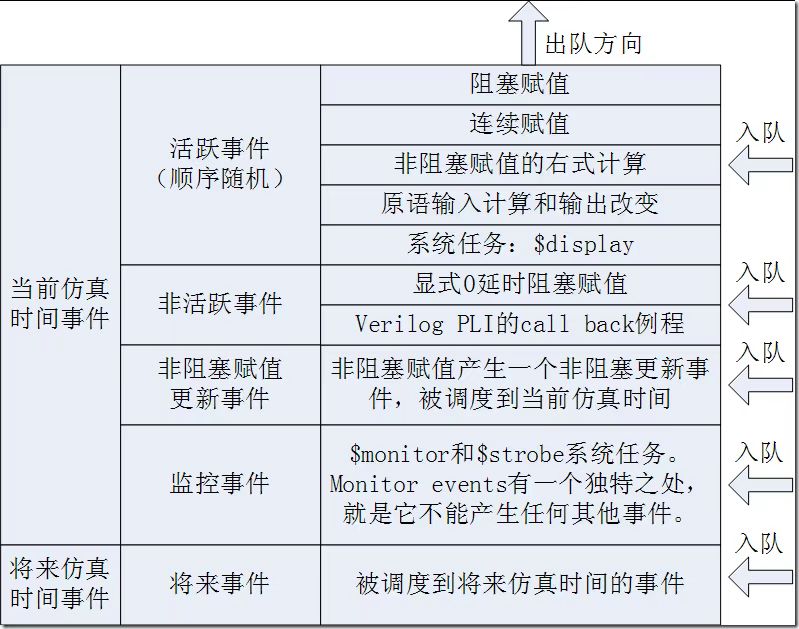 出队方向
当前仿真
时间事件
活跃事件
(顺序随机)
阻塞赋值
连续赋值
非阻塞赋值的右式计算
原语输入计算和输出改变
系统任务：$display
入队
非活跃事件
显式0延时阻塞赋值
Verilog PLI的call back例程
入队
非阻塞赋值
更新事件
非阻塞赋值产生一个非阻塞更新事
件，被调度到当前仿真时间
入队
监控事件
$monitor和$strobe系统任务。
Monitor events有一个独特之处，
就是它不能产生任何其他事件。
入队
将来仿真
时间事件
将来事件
被调度到将来仿真时间的事件
入队